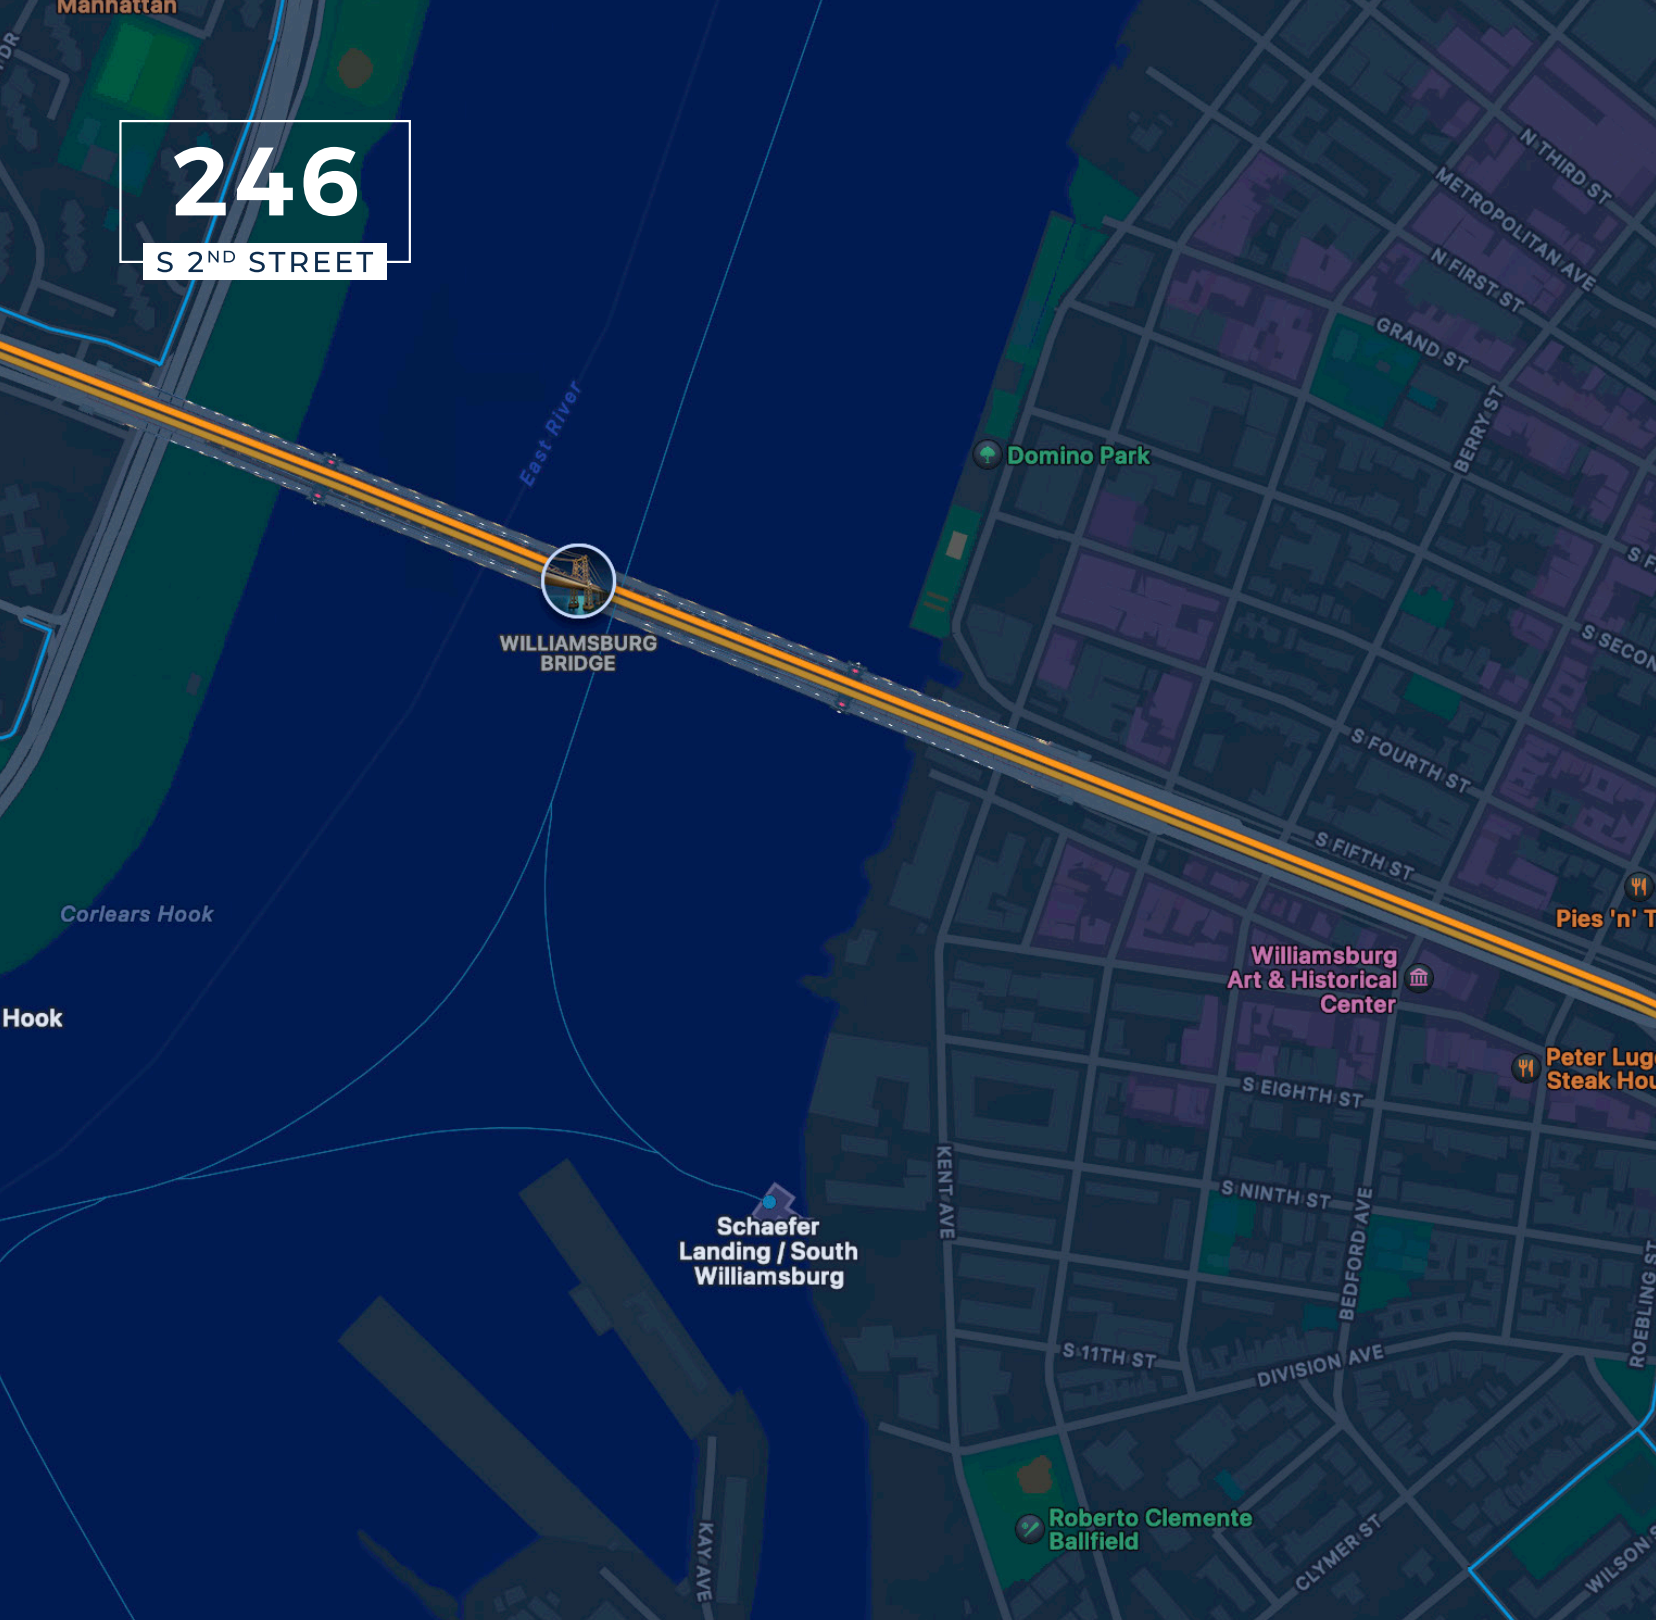 Manhattan
DR
246
S 2ND STREET
N THIRD ST
METROPOLITAN AVE
N FIRST ST
GRAND ST
BERRY ST
East River
Domino Park
S F
S SECON
WILLIAMSBURG
BRIDGE
S FOURTH ST
S FIFTH ST
Pies 'n' T
Corlears Hook
Williamsburg
Art & Historical
Center
Hook
Peter Lug
Steak Hou
S EIGHTH ST
KENT AVE
S NINTH ST
BEDFORD AVE
Schaefer
Landing / South
Williamsburg
ROEBLING ST
S 11TH ST
DIVISION AVE
Roberto Clemente
Ballfield
KAY AVE
CLYMER ST
WILSON S